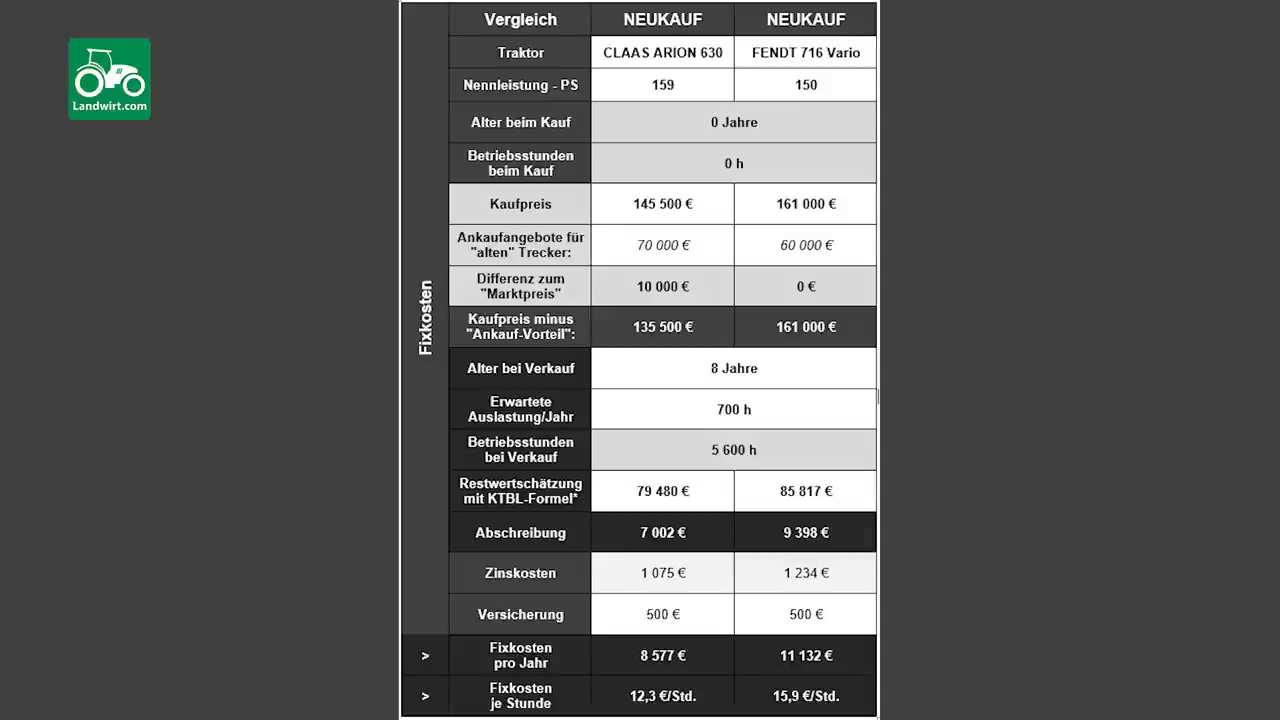 Landwirt.com
Vergleich NEUKAUF NEUKAUF
Traktor CLAAS ARION 630 FENDT 716 Vario
Nennleistung - PS 159 150
Alter beim Kauf 0 Jahre
Betriebsstunden
beim Kauf 0 h
Kaufpreis 145 500 € 161 000 €
Ankaufangebote für
"alten" Trecker: 70 000 € 60 000 €
Differenz zum
"Marktpreis" 10 000 € 0 €
Kaufpreis minus
"Ankauf-Vorteil": 135 500 € 161 000 €
Fixkosten
Alter bei Verkauf 8 Jahre
Erwartete
Auslastung/Jahr 700 h
Betriebsstunden
bei Verkauf 5 600 h
Restwertschätzung
mit KTBL-Formel* 79 480 € 85 817 €
Abschreibung 7 002 € 9 398 €
Zinskosten 1 075 € 1 234 €
Versicherung 500 € 500 €
> Fixkosten
pro Jahr 8 577 € 11 132 €
> Fixkosten
je Stunde 12,3 €/Std. 15,9 €/Std.